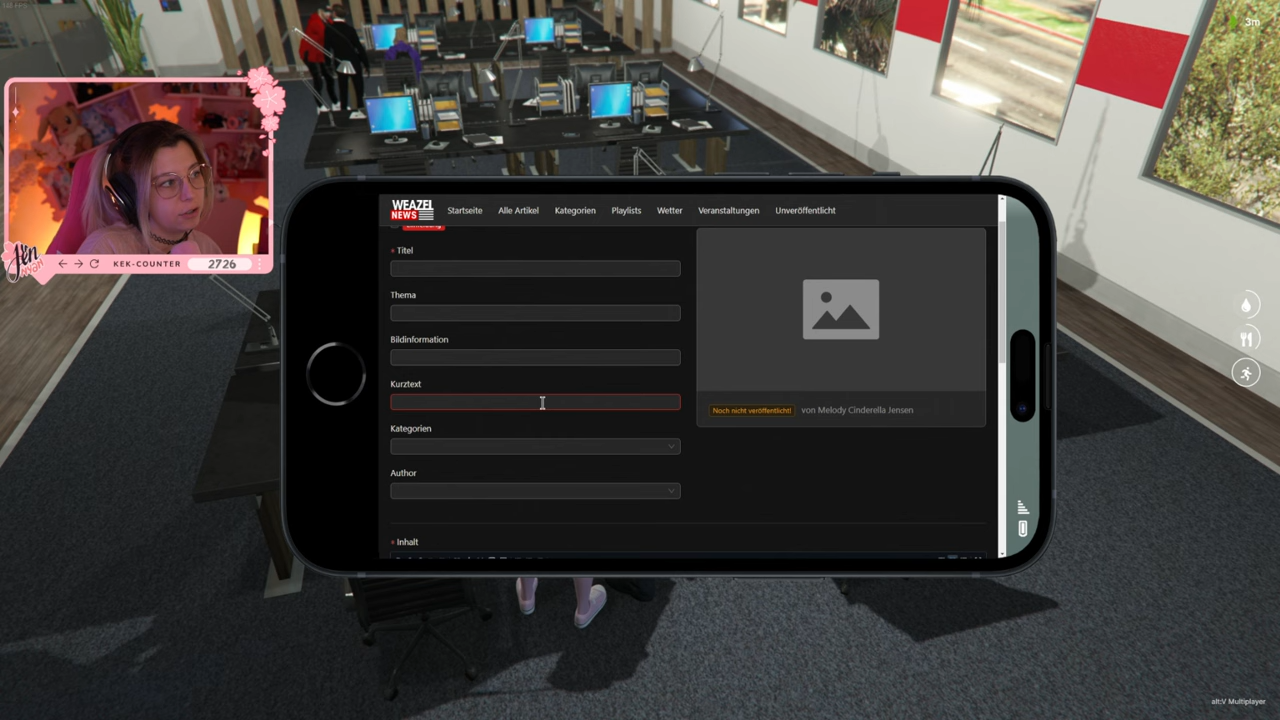 3m
WEAZEL
NEWS
Startseite
Alle Artikel
Kategorien
Playlists
Wetter
Veranstaltungen
Unveröffentlicht
* Titel
Thema
Bildinformation
Kurztext
Kategorien
Author
* Inhalt
Noch nicht veröffentlicht!
von Melody Cinderella Jensen
Jen
KEK-COUNTER
2726
alt:V Multiplayer